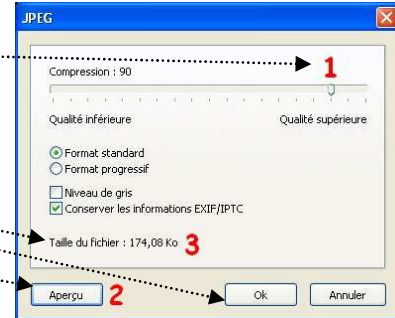 JPEG
1
Compression : 90
Qualité inférieure Qualité supérieure
Format standard
Format progressif
Niveau de gris
Conserver les informations EXIF/IPTC
Taille du fichier : 174,08 Ko 3
Aperçu 2 Ok Annuler